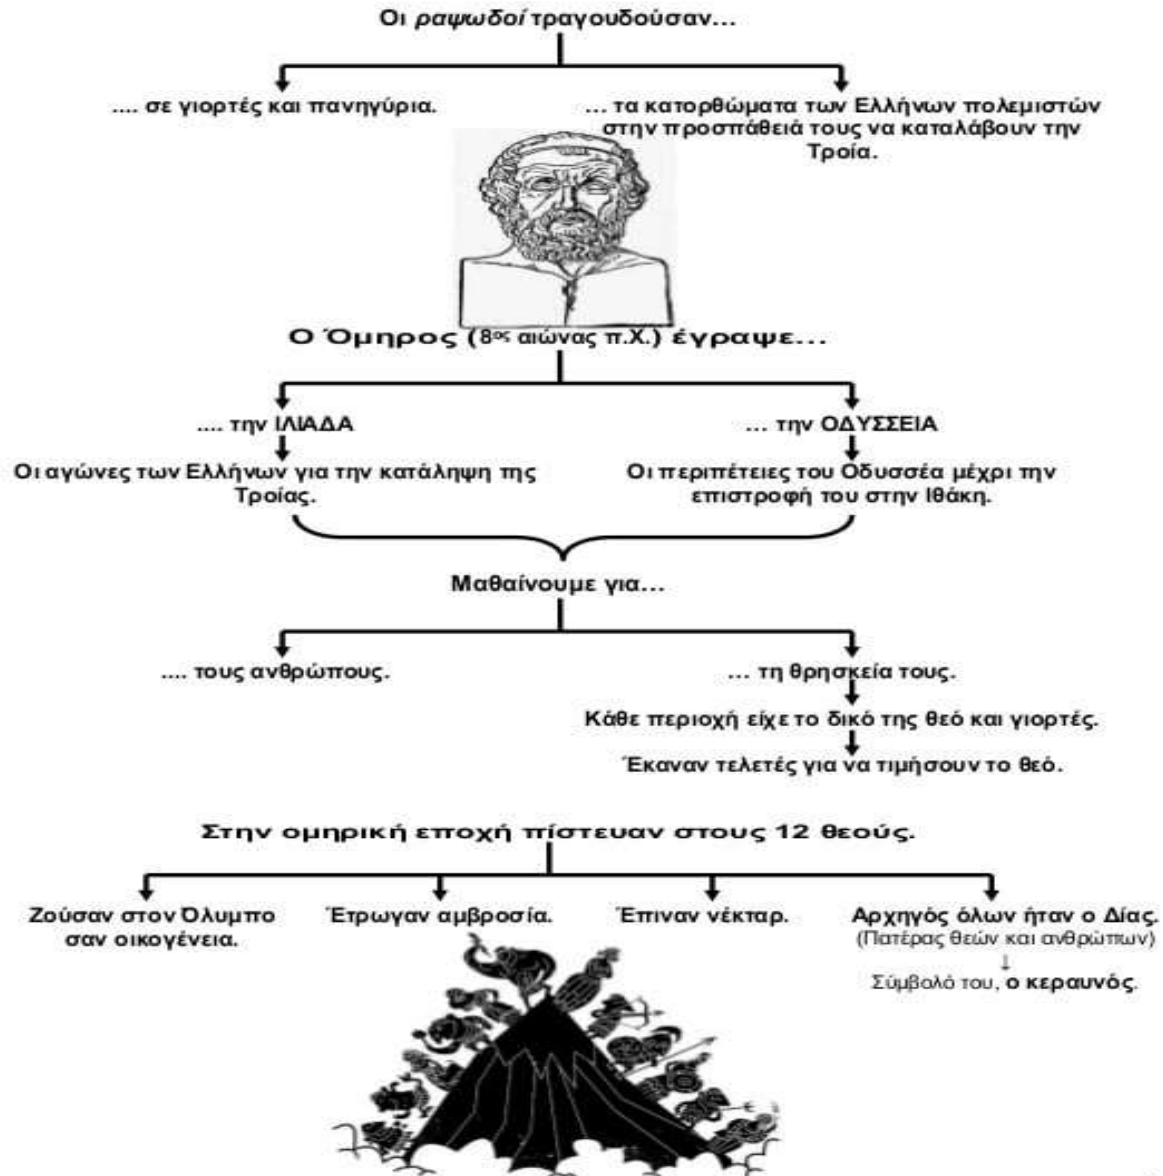 Οι ραψωδοί τραγουδούσαν…
.... σε γιορτές και πανηγύρια.
… τα κατορθώματα των Ελλήνων πολεμιστών
στην προσπάθειά τους να καταλάβουν την
Τροία.
Ο Όμηρος (8ος αιώνας π.Χ.) έγραψε…
.... την ΙΛΙΑΔΑ
… την ΟΔΥΣΣΕΙΑ
Οι αγώνες των Ελλήνων για την κατάληψη της
Τροίας.
Οι περιπέτειες του Οδυσσέα μέχρι την
επιστροφή του στην Ιθάκη.
Μαθαίνουμε για…
.... τους ανθρώπους.
… τη θρησκεία τους.
Κάθε περιοχή είχε το δικό της θεό και γιορτές.
Έκαναν τελετές για να τιμήσουν το θεό.
Στην ομηρική εποχή πίστευαν στους 12 θεούς.
Ζούσαν στον Όλυμπο
σαν οικογένεια.
Έτρωγαν αμβροσία.
Έπιναν νέκταρ.
Αρχηγός όλων ήταν ο Δίας.
(Πατέρας θεών και ανθρώπων)
Σύμβολό του, ο κεραυνός.